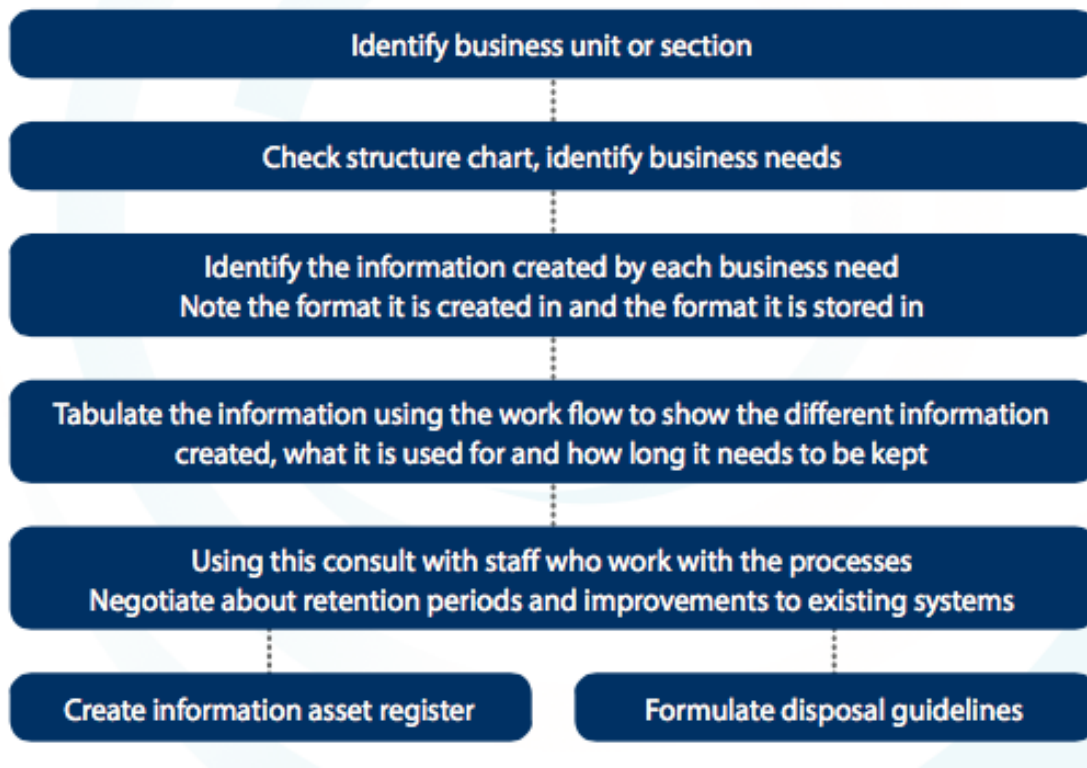 Identify business unit or section
Check structure chart, identify business needs
Identify the information created by each business need
Note the format it is created in and the format it is stored in
Tabulate the information using the work flow to show the different information
created, what it is used for and how long it needs to be kept
Using this consult with staff who work with the processes
Negotiate about retention periods and improvements to existing systems
Create information asset register
Formulate disposal guidelines